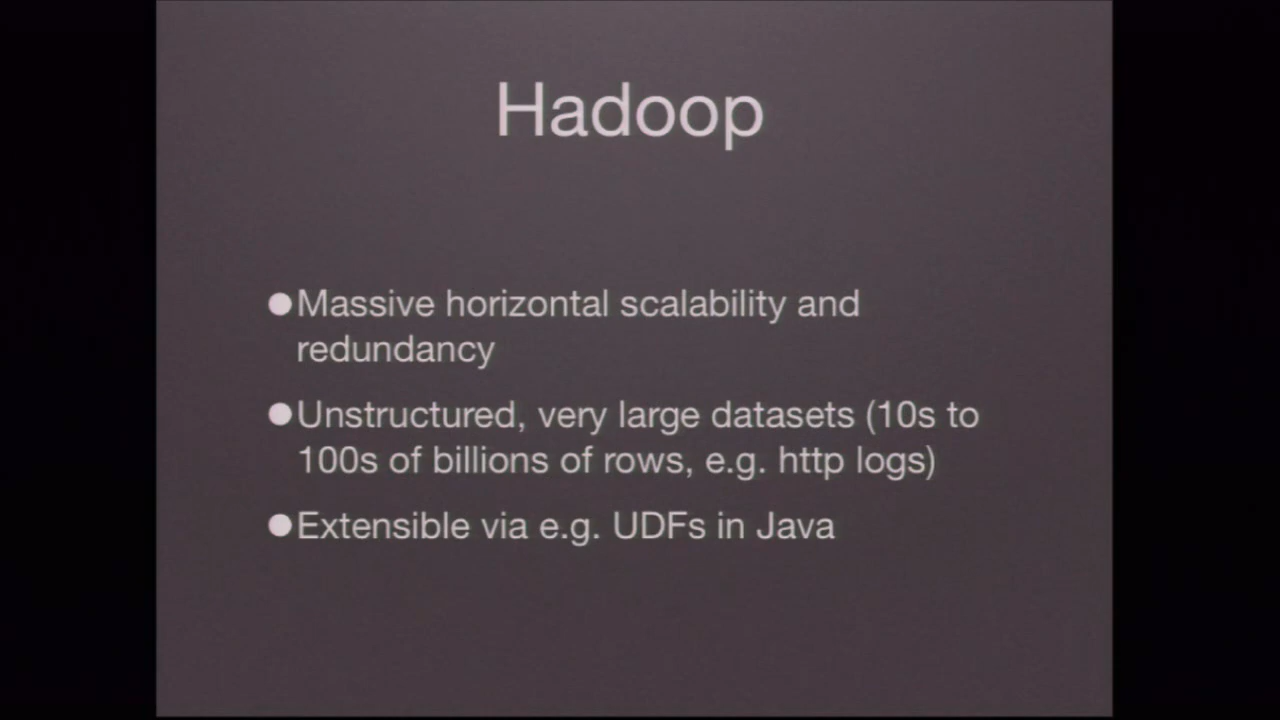 Hadoop
●Massive horizontal scalability and
redundancy
●Unstructured, very large datasets (10s to
100s of billions of rows, e.g. http logs)
●Extensible via e.g. UDFs in Java